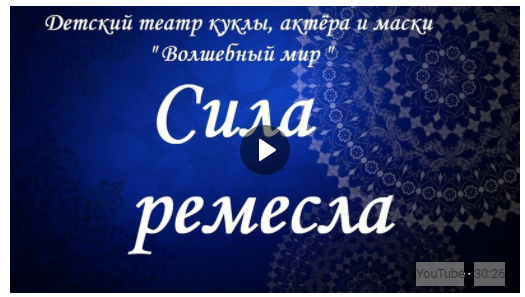 Детский театр куклы, актёра и маски
"Волшебный мир"
Сила
ремесла
YouTube · 30:26